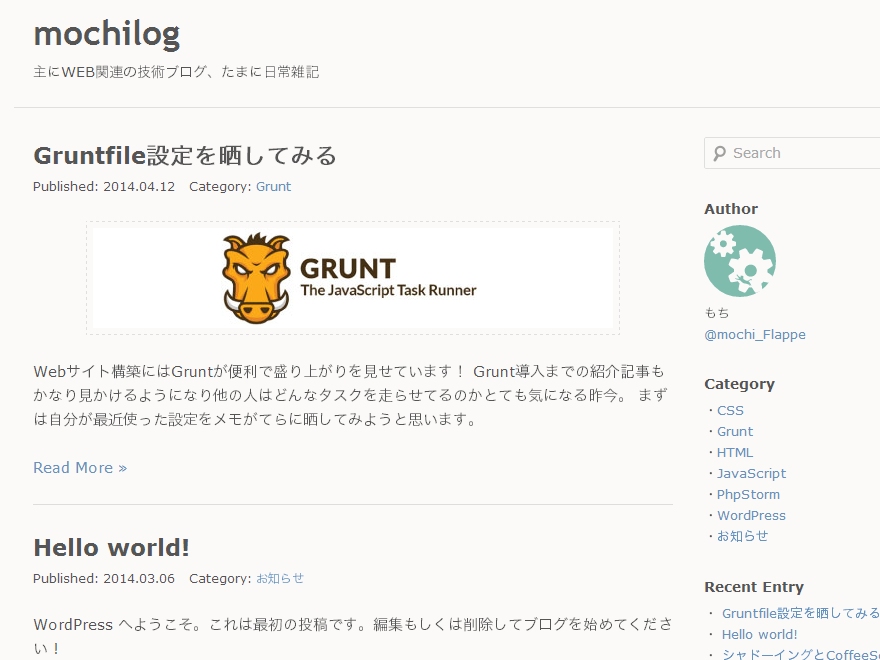 mochilog
主にWEB関連の技術ブログ、たまに日常雑記
Gruntfile設定を晒してみる
Published: 2014.04.12 Category: Grunt
GRUNT
The JavaScript Task Runner
Webサイト構築にはGruntが便利で盛り上がりを見せています！ Grunt導入までの紹介記事も
かなり見かけるようになり他の人はどんなタスクを走らせてるのかとても気になる昨今。 まず
は自分が最近使った設定をメモがてらに晒してみようと思います。
Read More »
Hello world!
Published: 2014.03.06 Category: お知らせ
WordPress へようこそ。これは最初の投稿です。編集もしくは削除してブログを始めてくださ
い！
Search
Author
もち
@mochi_Flappe
Category
・CSS
・Grunt
・HTML
・JavaScript
・PhpStorm
・WordPress
・お知らせ
Recent Entry
・ Gruntfile設定を晒してみる
・ Hello world!
・ シャドーイングとCoffeeSc